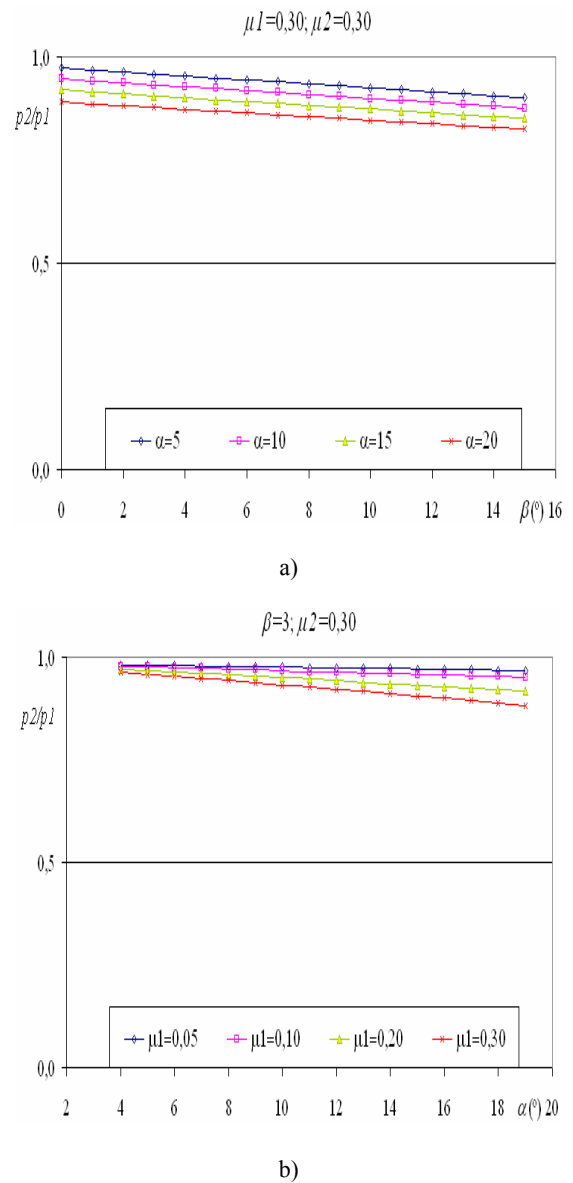 μ1=0,30; μ2=0,30
1,0
p2/p1
0,5
α=5 α=10 α=15 α=20
0,0
0 2 4 6 8 10 12 14 β(º) 16
a)
β=3; μ2=0,30
1,0
p2/p1
0,5
μ1=0,05 μ1=0,10 μ1=0,20 μ1=0,30
0,0
2 4 6 8 10 12 14 16 18 α(º) 20
b)